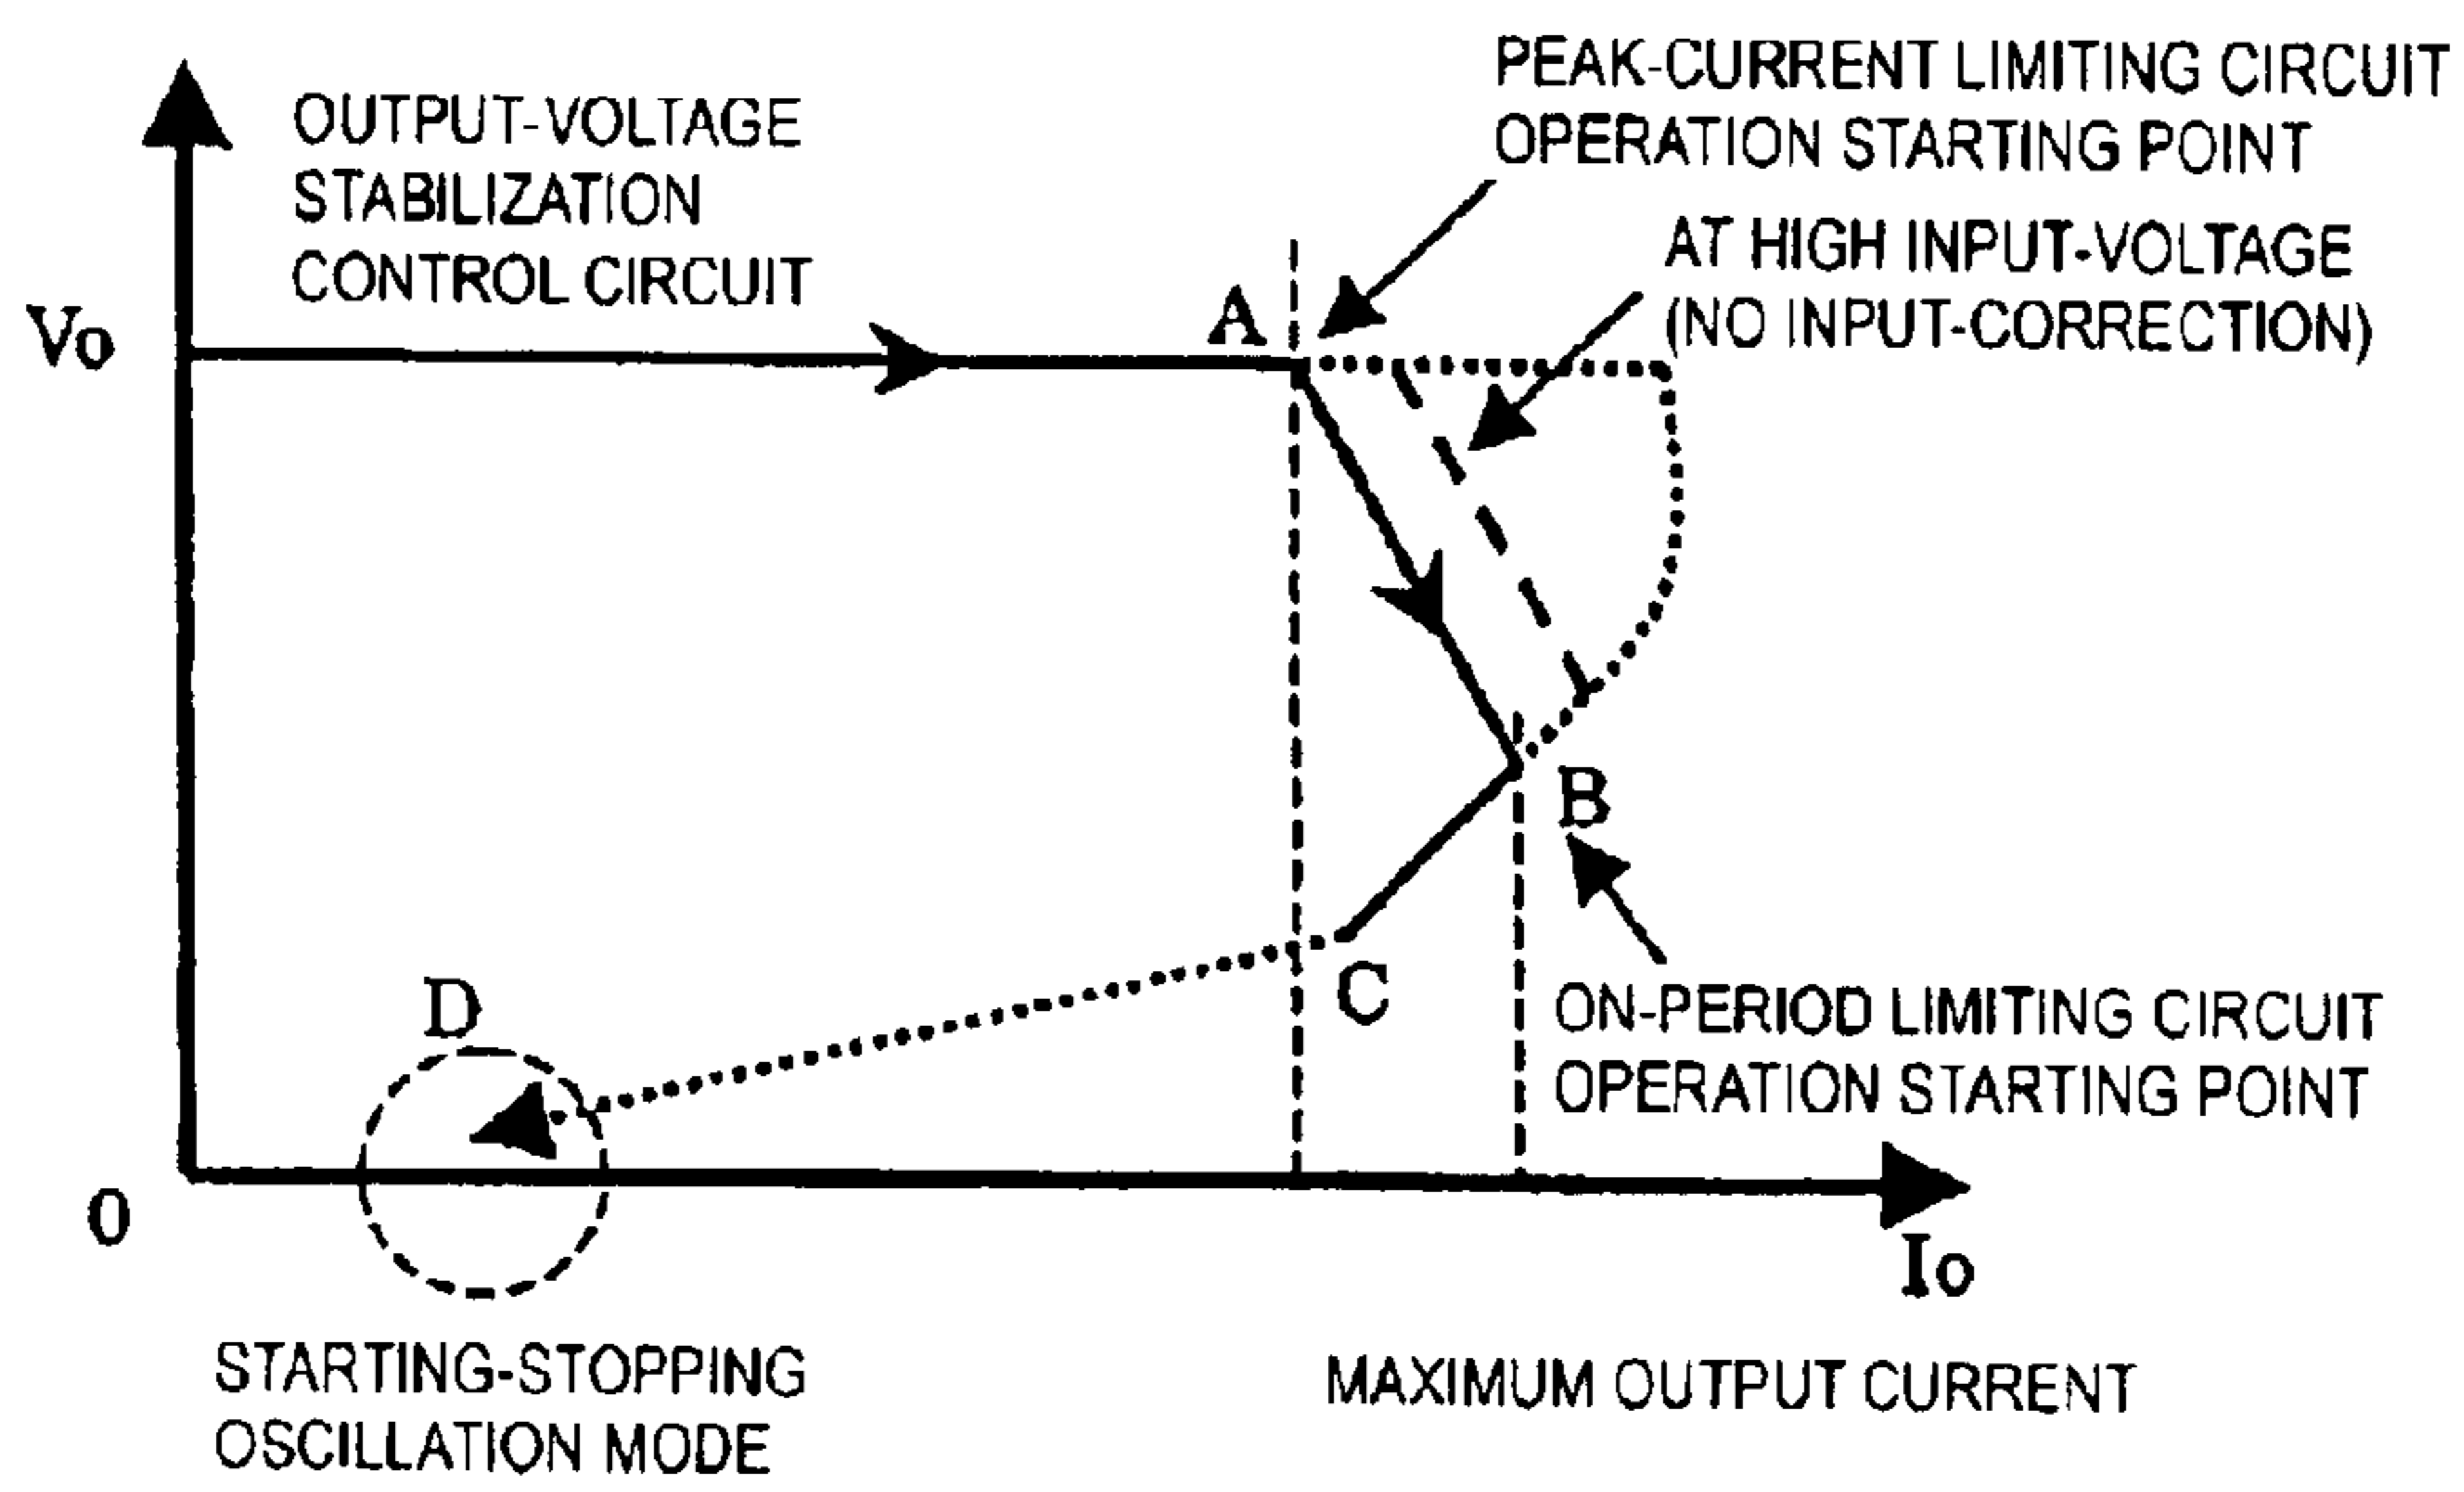 PEAK-CURRENT LIMITING CIRCUIT
OPERATION STARTING POINT
OUTPUT-VOLTAGE
STABILIZATION
CONTROL CIRCUIT
AT HIGH INPUT-VOLTAGE
(NO INPUT-CORRECTION)
Vo
A
B
C
D
ON-PERIOD LIMITING CIRCUIT
OPERATION STARTING POINT
0
Io
STARTING-STOPPING
OSCILLATION MODE
MAXIMUM OUTPUT CURRENT